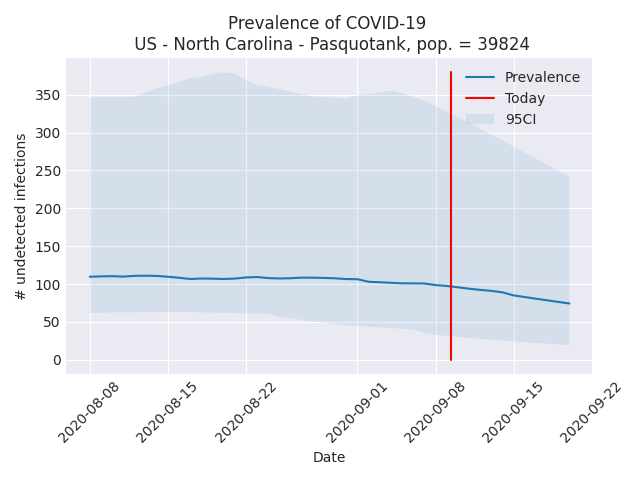 Prevalence of COVID-19
US - North Carolina - Pasquotank, pop. = 39824
Prevalence
Today
95CI
# undetected infections
350
300
250
200
150
100
50
0
2020-08-08
2020-08-15
2020-08-22
2020-09-01
2020-09-08
2020-09-15
2020-09-22
Date